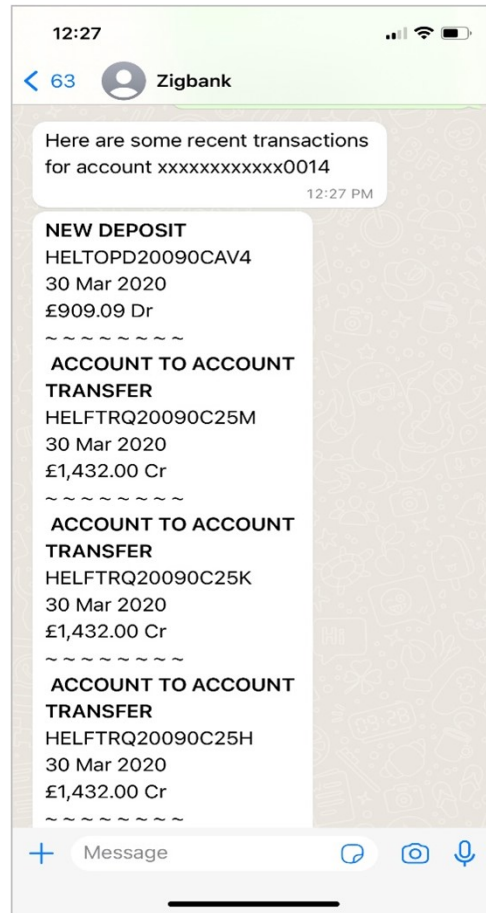 12:27
63 Zigbank
Here are some recent transactions
for account xxxxxxxxxxxx0014
12:27 PM
NEW DEPOSIT
HELTOPD20090CAV4
30 Mar 2020
£909.09 Dr
~ ~ ~ ~ ~ ~ ~ ~
ACCOUNT TO ACCOUNT
TRANSFER
HELFTRQ20090C25M
30 Mar 2020
£1,432.00 Cr
~ ~ ~ ~ ~ ~ ~ ~
ACCOUNT TO ACCOUNT
TRANSFER
HELFTRQ20090C25K
30 Mar 2020
£1,432.00 Cr
~ ~ ~ ~ ~ ~ ~ ~
ACCOUNT TO ACCOUNT
TRANSFER
HELFTRQ20090C25H
30 Mar 2020
£1,432.00 Cr
~ ~ ~ ~ ~ ~ ~ ~
Message